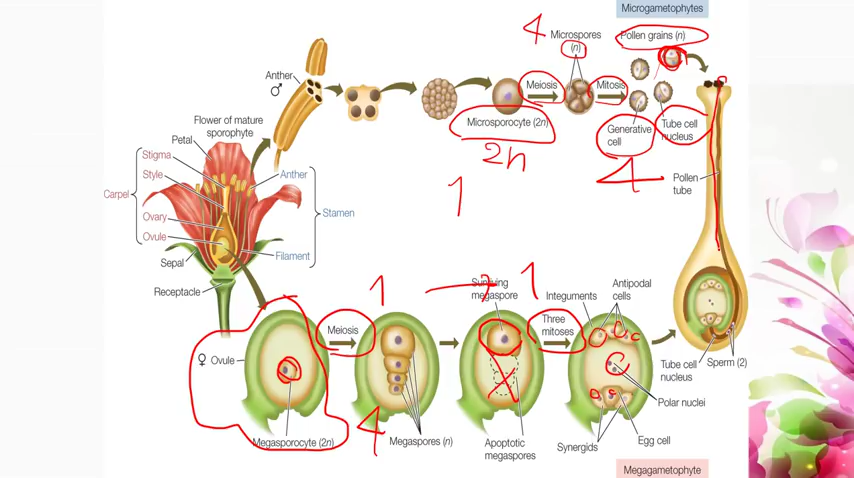 Microgametophytes
4
Microspores
(n)
Pollen grains (n)
Anther
♂
Meiosis
Mitosis
Microsporocyte (2n)
2n
Generative
cell
Tube cell
nucleus
4
Flower of mature
sporophyte
Petal
Stigma
Style
Carpel
Ovary
Ovule
Sepal
Receptacle
Anther
Stamen
Filament
1
Pollen
tube
1
1
Surviving
megaspore
Integuments
Antipodal
cells
Meiosis
Three
mitoses
♀ Ovule
Megasporocyte (2n)
4
Megaspores (n)
Apoptotic
megaspores
Synergids
Egg cell
Polar nuclei
Tube cell
nucleus
Sperm (2)
Megagametophyte